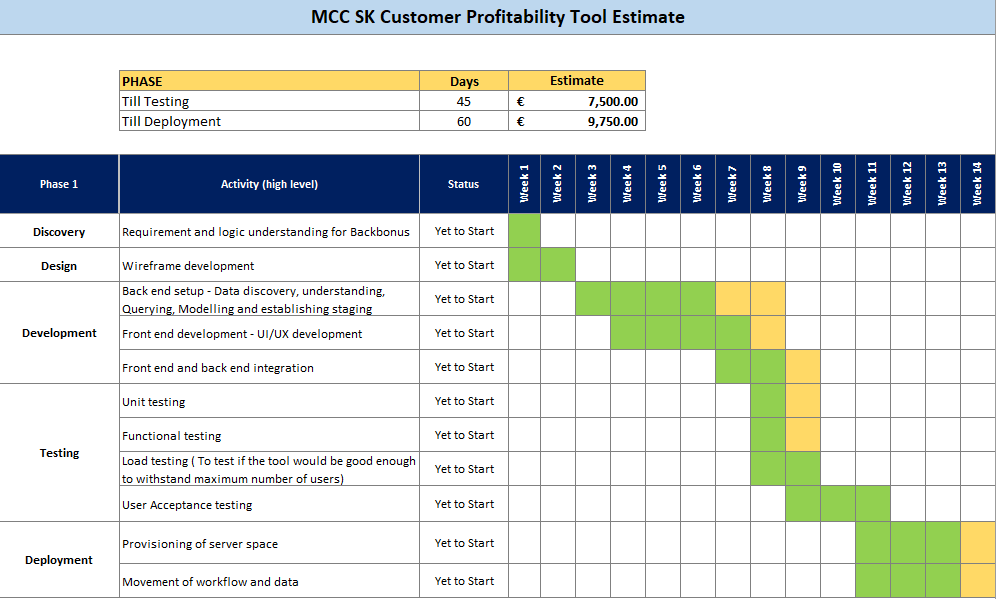 MCC SK Customer Profitability Tool Estimate
PHASE Days Estimate
Till Testing 45 € 7,500.00
Till Deployment 60 € 9,750.00
Phase 1 Activity (high level) Status Week 1 Week 2 Week 3 Week 4 Week 5 Week 6 Week 7 Week 8 Week 9 Week 10 Week 11 Week 12 Week 13 Week 14
Discovery Requirement and logic understanding for Backbonus Yet to Start
Design Wireframe development Yet to Start
Development
Back end setup - Data discovery, understanding,
Querying, Modelling and establishing staging
Yet to Start
Front end development - UI/UX development Yet to Start
Front end and back end integration Yet to Start
Testing
Unit testing Yet to Start
Functional testing Yet to Start
Load testing ( To test if the tool would be good enough
to withstand maximum number of users)
Yet to Start
User Acceptance testing Yet to Start
Deployment
Provisioning of server space Yet to Start
Movement of workflow and data Yet to Start